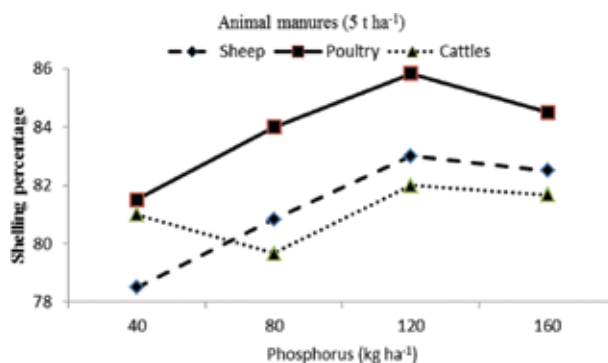 Animal manures (5 t ha⁻¹)
Sheep Poultry Cattles
86
84
82
80
78
Shelling percentage
40 80 120 160
Phosphorus (kg ha⁻¹)